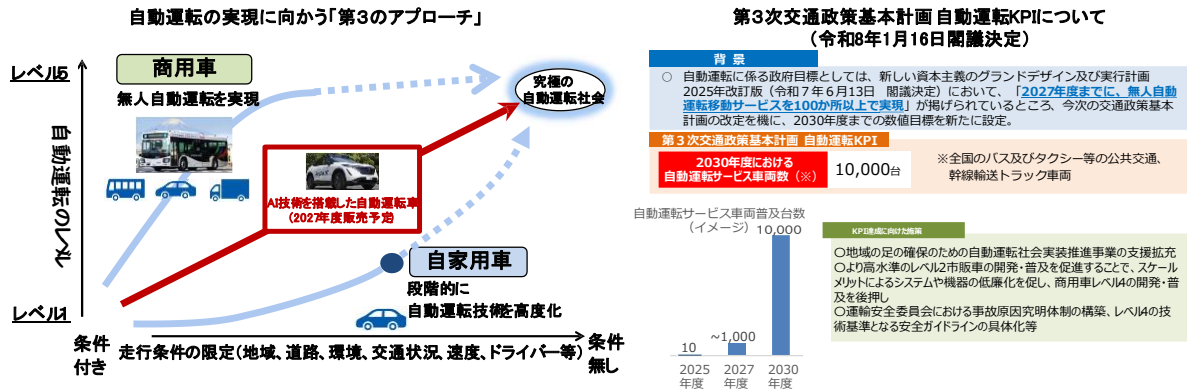 自動運転の実現に向かう「第3のアプローチ」
レベル5
商用車
無人自動運転を実現
究極の
自動運転社会
自動運転のレベル
AI技術を搭載した自動運転車
(2027年度販売予定)
自家用車
段階的に
自動運転技術を高度化
レベル1
条件
付き
走行条件の限定(地域、道路、環境、交通状況、速度、ドライバー等)
条件
無し
第3次交通政策基本計画 自動運転KPIについて
(令和8年1月16日閣議決定)
背 景
○ 自動運転に係る政府目標としては、新しい資本主義のグランドデザイン及び実行計画
2025年改訂版(令和7年6月13日 閣議決定)において、「2027年度までに、無人自動
運転移動サービスを100か所以上で実現」が掲げられているところ、今次の交通政策基本
計画の改定を機に、2030年度までの数値目標を新たに設定。
第3次交通政策基本計画 自動運転KPI
2030年度における
自動運転サービス車両数(※)
10,000台
※全国のバス及びタクシー等の公共交通、
幹線輸送トラック車両
自動運転サービス車両普及台数
(イメージ)
10,000
~1,000
10
2025
年度
2027
年度
2030
年度
KPI達成に向けた施策
○地域の足の確保のための自動運転社会実装推進事業の支援拡充
○より高水準のレベル2市販車の開発・普及を促進することで、スケール
メリットによるシステムや機器の低廉化を促し、商用車レベル4の開発・普
及を後押し
○運輸安全委員会における事故原因究明体制の構築、レベル4の技
術基準となる安全ガイドラインの具体化等